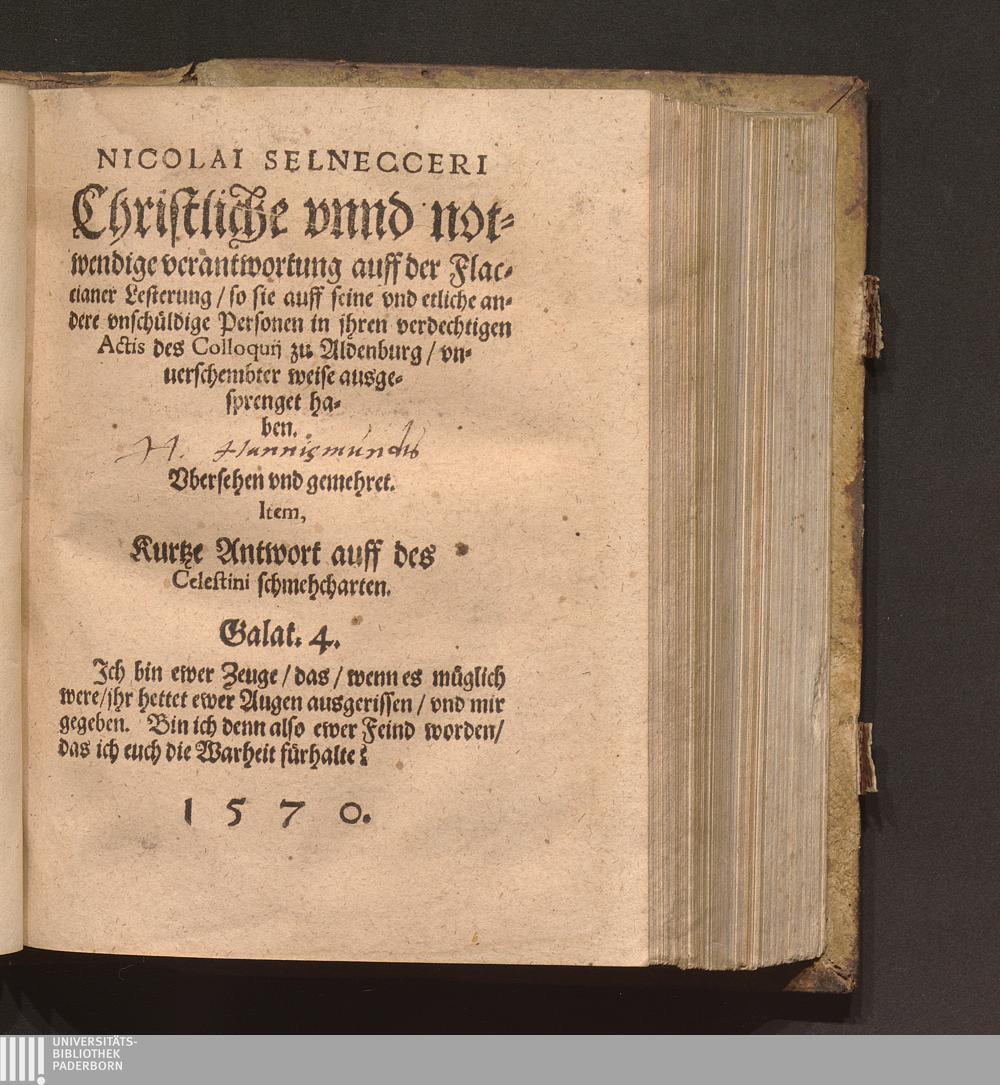 NICOLAI SELNECCERI
Christliche vnnd not⸗
wendige verantwortung auff der Flac⸗
cianer Lesterung / so sie auff seine vnd etliche an⸗
dere vnschüldige Personen in jhren verdechtigen
Actis des Colloquij zu Aldenburg / vn⸗
uerschembter weise ausge⸗
sprenget ha⸗
ben.
H. Hannigmundus
Vbersehen vnd gemehret.
Item,
Kurtze Antwort auff des
Celestini schmehcharten.
Galat. 4.
Ich bin ewer Zeuge / das / wenn es müglich
were / jhr hettet ewer Augen ausgerissen / vnd mir
gegeben. Bin ich denn also ewer Feind worden /
das ich euch die Warheit fürhalte?
1570.
UNIVERSITÄTS-
BIBLIOTHEK
PADERBORN